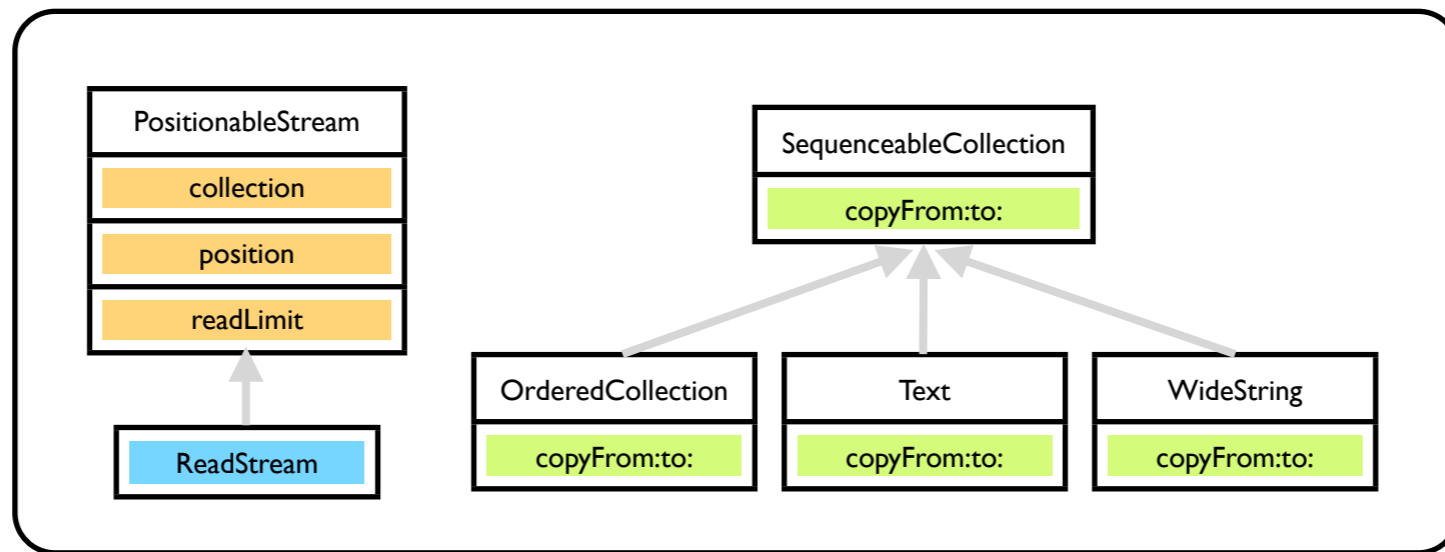 PositionableStream
collection
position
readLimit
ReadStream
SequenceableCollection
copyFrom:to:
OrderedCollection
copyFrom:to:
Text
copyFrom:to:
WideString
copyFrom:to: